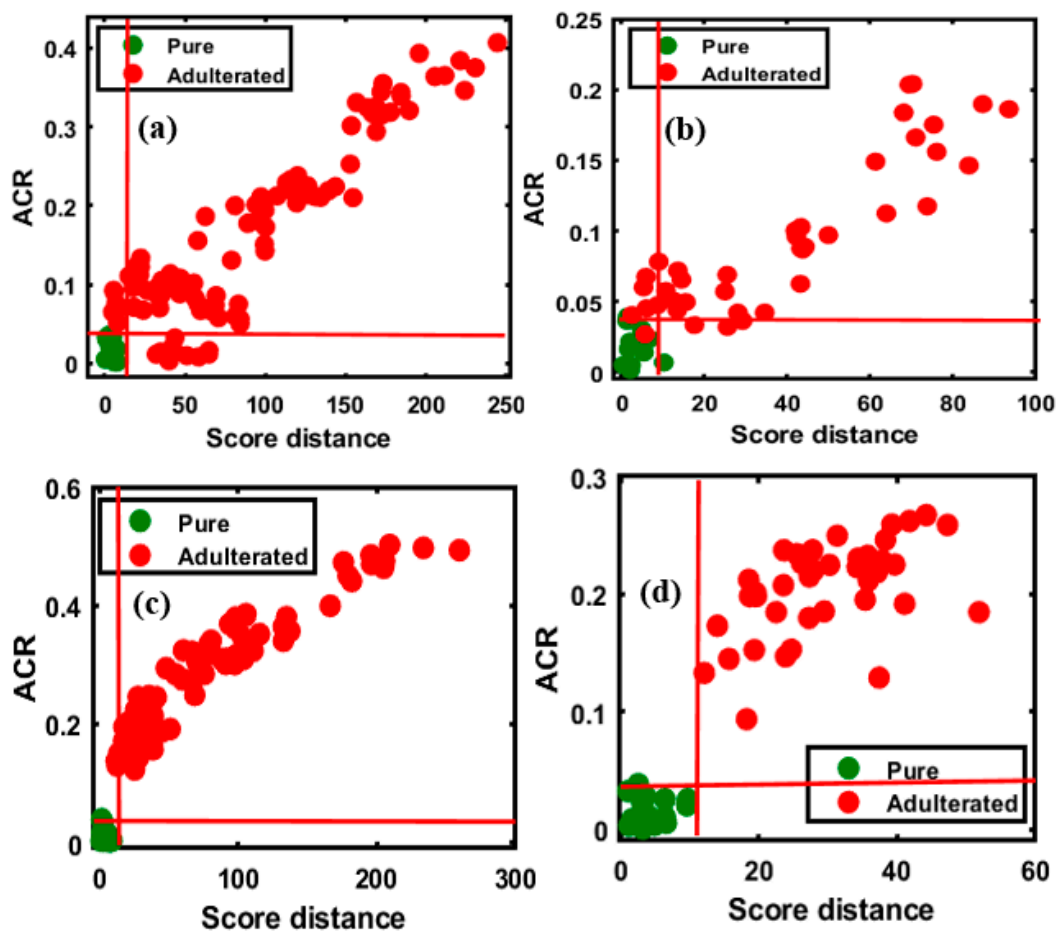 0.4
0.3
0.2
0.1
0
ACR
Pure
Adulterated
(a)
0 50 100 150 200 250
Score distance
0.25
0.20
0.15
0.10
0.05
0
ACR
Pure
Adulterated
(b)
0 20 40 60 80 100
Score distance
0.6
0.4
0.2
0
ACR
Pure
Adulterated
(c)
0 100 200 300
Score distance
0.3
0.2
0.1
0
ACR
(d)
Pure
Adulterated
0 20 40 60
Score distance